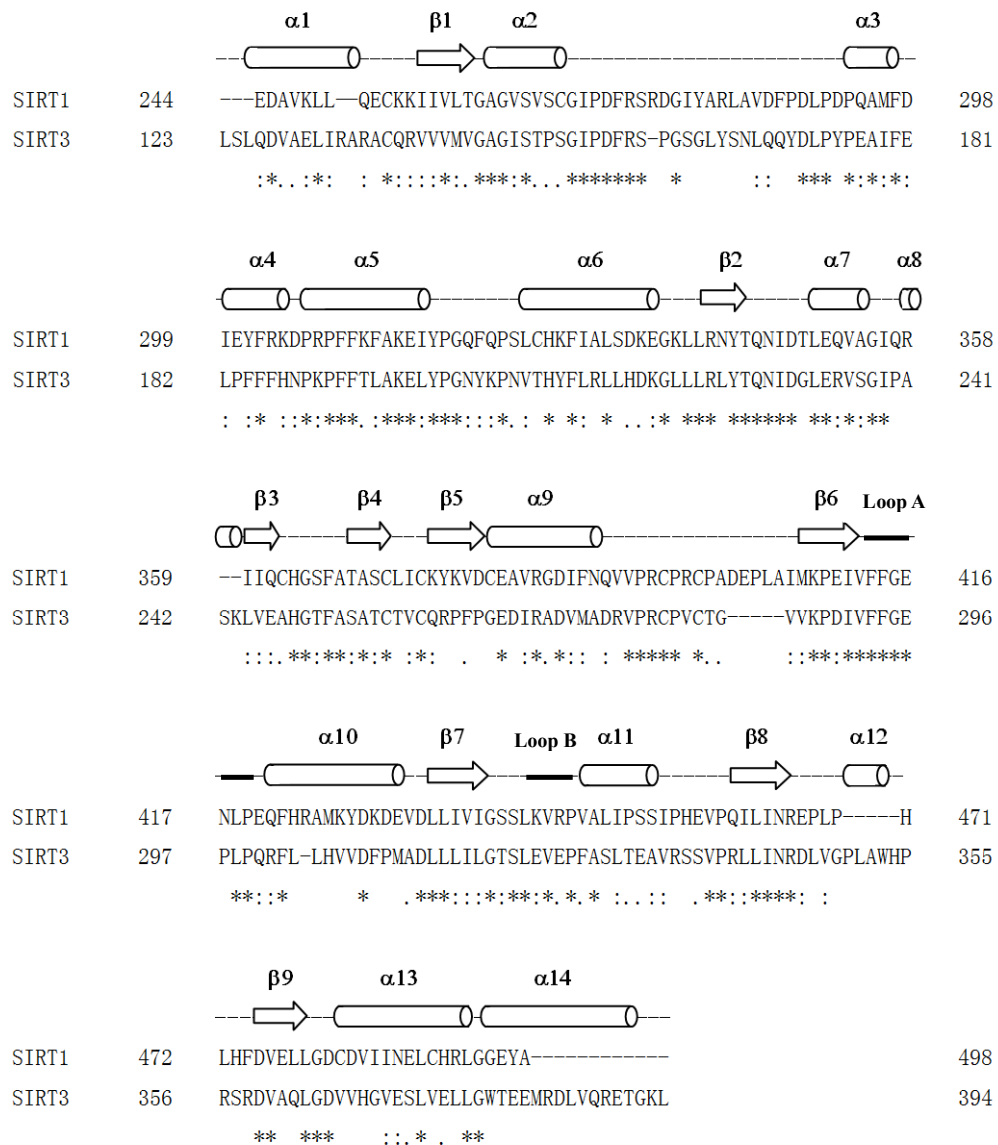 α1 β1 α2 α3
SIRT1 244 ---EDAVKLL--QECKKIIVLTGAGVSVSCGIPDFRSRDGIYARLAVDFPDLPDPQAMFD 298
SIRT3 123 LSLQDVAELIRARACQRVVVMVGAGISTPSGIPDFRS-PGSGLYSNLQQYDLPYPEAIFE 181
:*..:*: : *::::*:.***:*...******* * :: *** *:*:*:
α4 α5 α6 β2 α7 α8
SIRT1 299 IEYFRKDPRPFFKFAKEIYPGQFQPSLCHKFIALSDKEGKLLRNYTQNIDTLEQVAGIQR 358
SIRT3 182 LPFFFHNPKPFFTLAKELYPGNYKPNVTHYFLRLLHDKGLLLRLYTQNIDGLERVSGIPA 241
: :* ::*:***.:***:***:::*.: * *: * ..:* *** ****** **:*:**
β3 β4 β5 α9 β6 Loop A
SIRT1 359 --IIQCHGSFATASCLICKYKVDCEAVRGDIFNQVVPRCPRCPADEPLAIMKPEIVFFGE 416
SIRT3 242 SKLVEAHGTFASATCTVCQRPFPGEDIRADVMADRVPRCPVCTG-----VVKPDIVFFGE 296
:::.**:**:*:* :*: . * :*.*:: : ***** *.. ::**:******
α10 β7 Loop B α11 β8 α12
SIRT1 417 NLPEQFHRAMKYDKDEVDLLIVIGSSLKVRPVALIPSSIPHEVPQILINREPLP-----H 471
SIRT3 297 PLPQRFL-LHVVDFPMADLLLILGTSLEVEPFASLTEAVRSSVPRLLINRDLVGPLAWHP 355
**::* * .***:::*:**:*.*.* :..:: .**::****: :
β9 α13 α14
SIRT1 472 LHFDVELLGDCDVIINELCHRLGGEYA------------ 498
SIRT3 356 RSRDVAQLGDVVHGVESLVELLGWTEEMRDLVQRETGKL 394
** *** ::.* . **